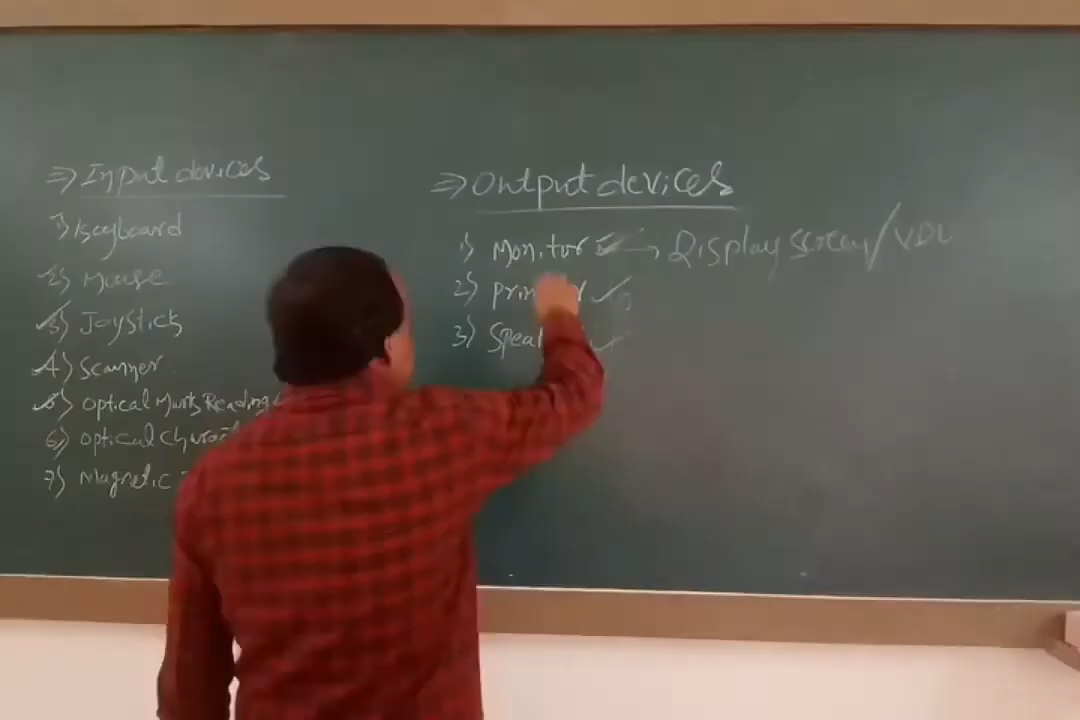 ⇒ Input devices
1) Keyboard
2) Mouse
3) Joystick
4) Scanner
5) Optical Mark Reading
6) Optical
7) Magnetic
⇒ Output devices
1) Monitor → Display screen / VDU
2)
3)